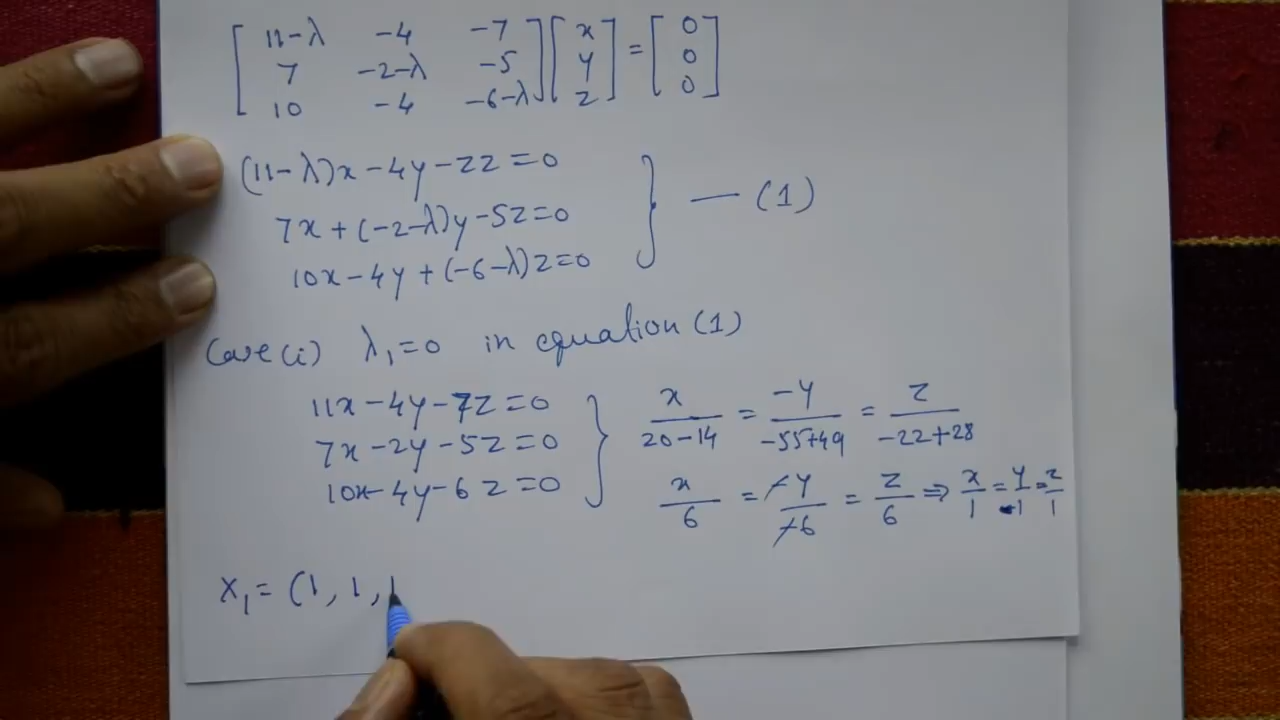 [ 11-λ -4 -7 ] [ x ] = [ 0 ]
[ 7 -2-λ -5 ] [ y ] [ 0 ]
[ 10 -4 -6-λ ] [ z ] [ 0 ]
(11-λ)x-4y-7z=0
7x+(-2-λ)y-5z=0 } — (1)
10x-4y+(-6-λ)z=0
Case(i) λ₁=0 in equation (1)
11x-4y-7z=0
7x-2y-5z=0 }
10x-4y-6z=0
x/(20-14) = -y/(-55+49) = z/(-22+28)
x/6 = -y/-6 = z/6 ⇒ x/1 = y/1 = z/1
X₁ = (1, 1, 1